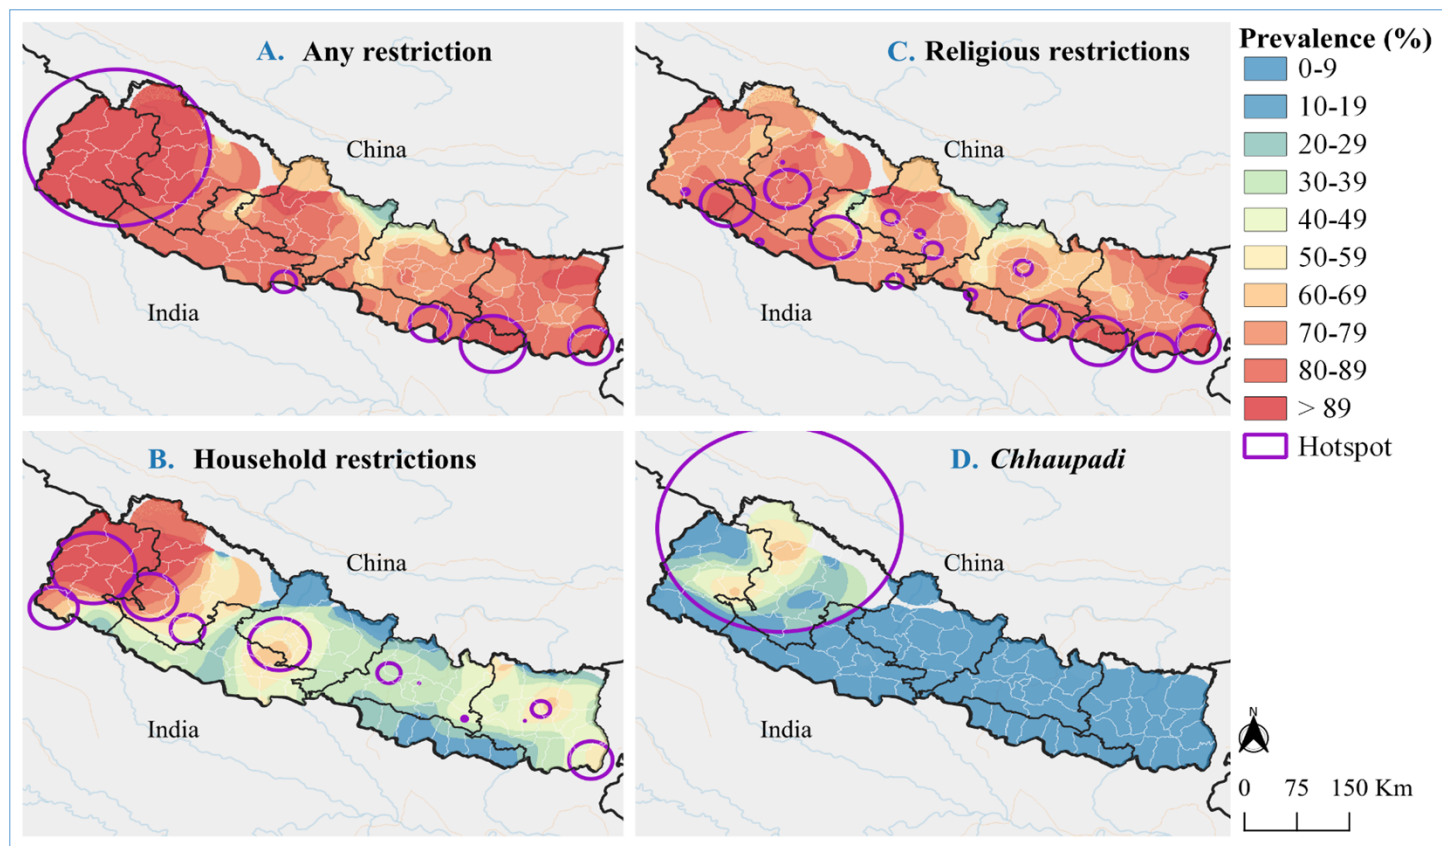 A. Any restriction
China
India
C. Religious restrictions
China
India
Prevalence (%)
0-9
10-19
20-29
30-39
40-49
50-59
60-69
70-79
80-89
> 89
Hotspot
B. Household restrictions
China
India
D. Chhaupadi
China
India
N
0 75 150 Km